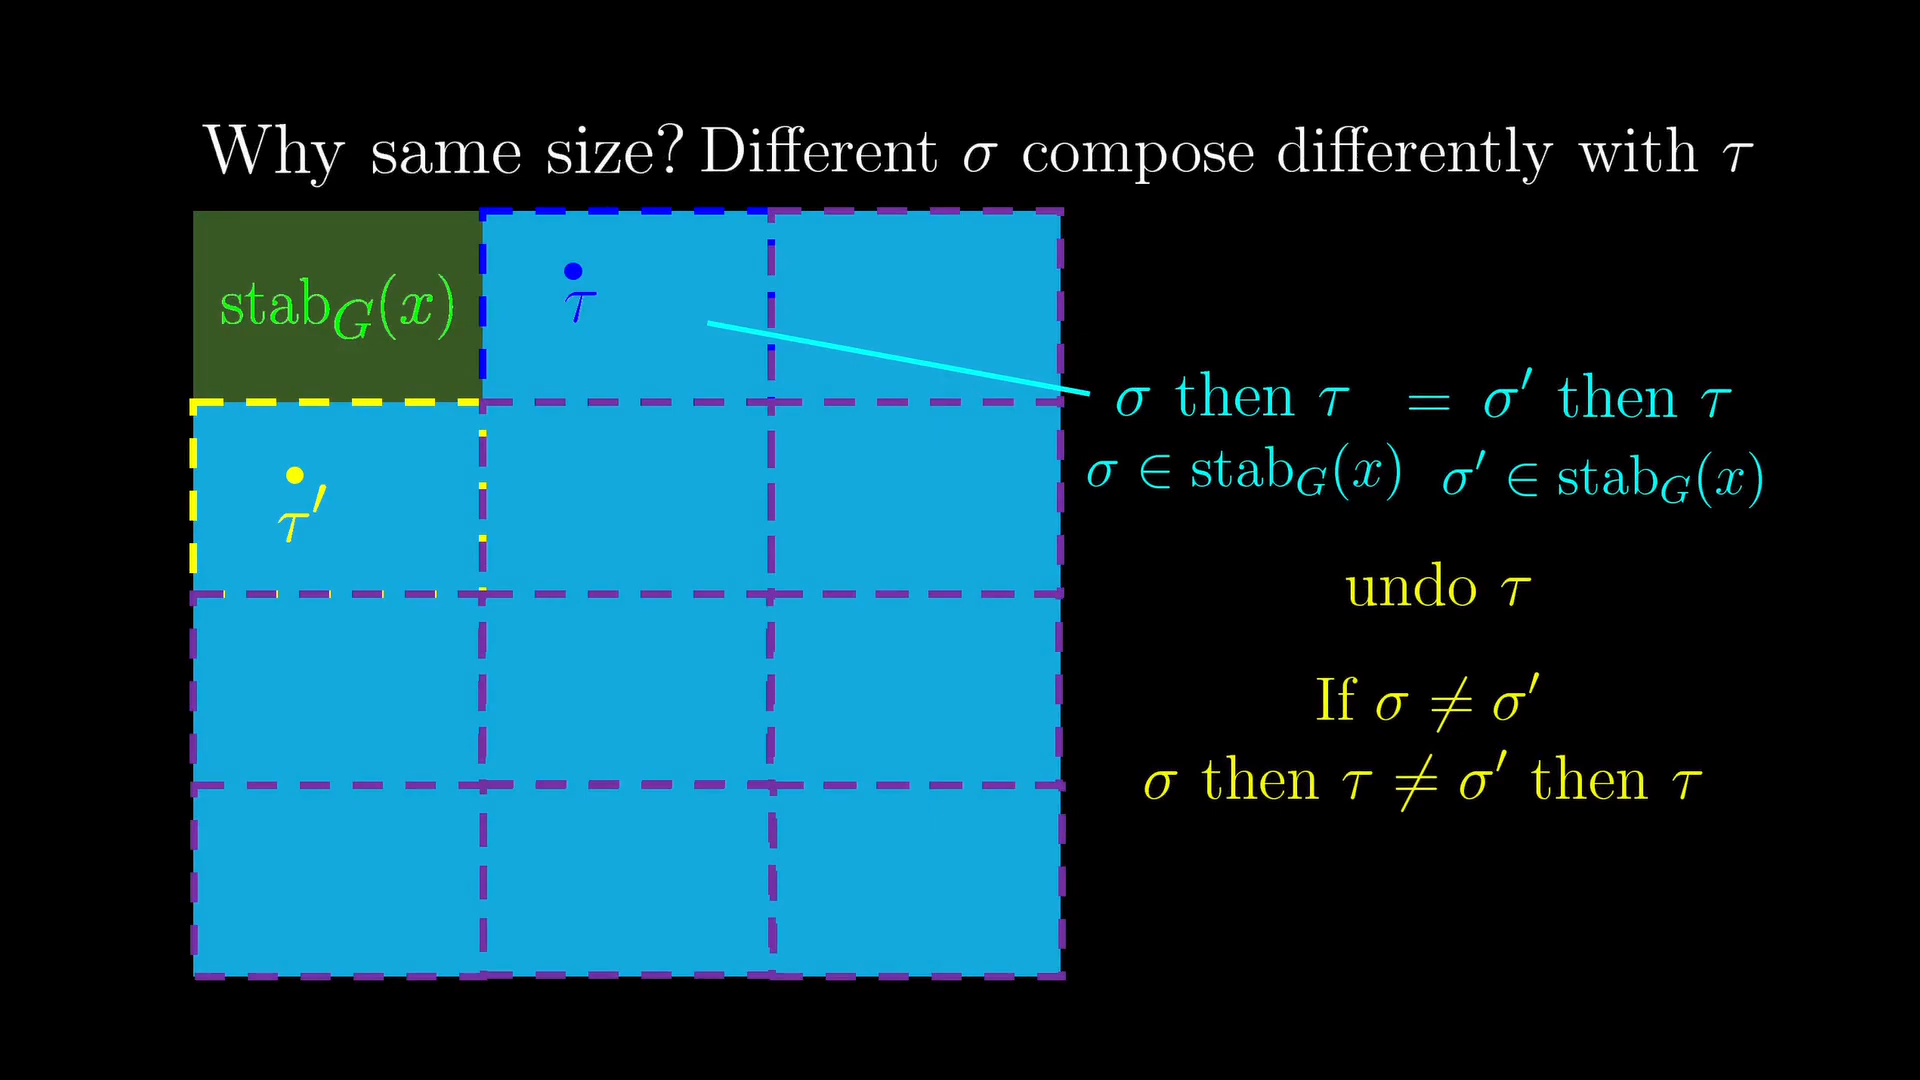 Why same size? Different σ compose differently with τ
stab_G(x)
τ
τ′
σ then τ = σ′ then τ
σ ∈ stab_G(x) σ′ ∈ stab_G(x)
undo τ
If σ ≠ σ′
σ then τ ≠ σ′ then τ